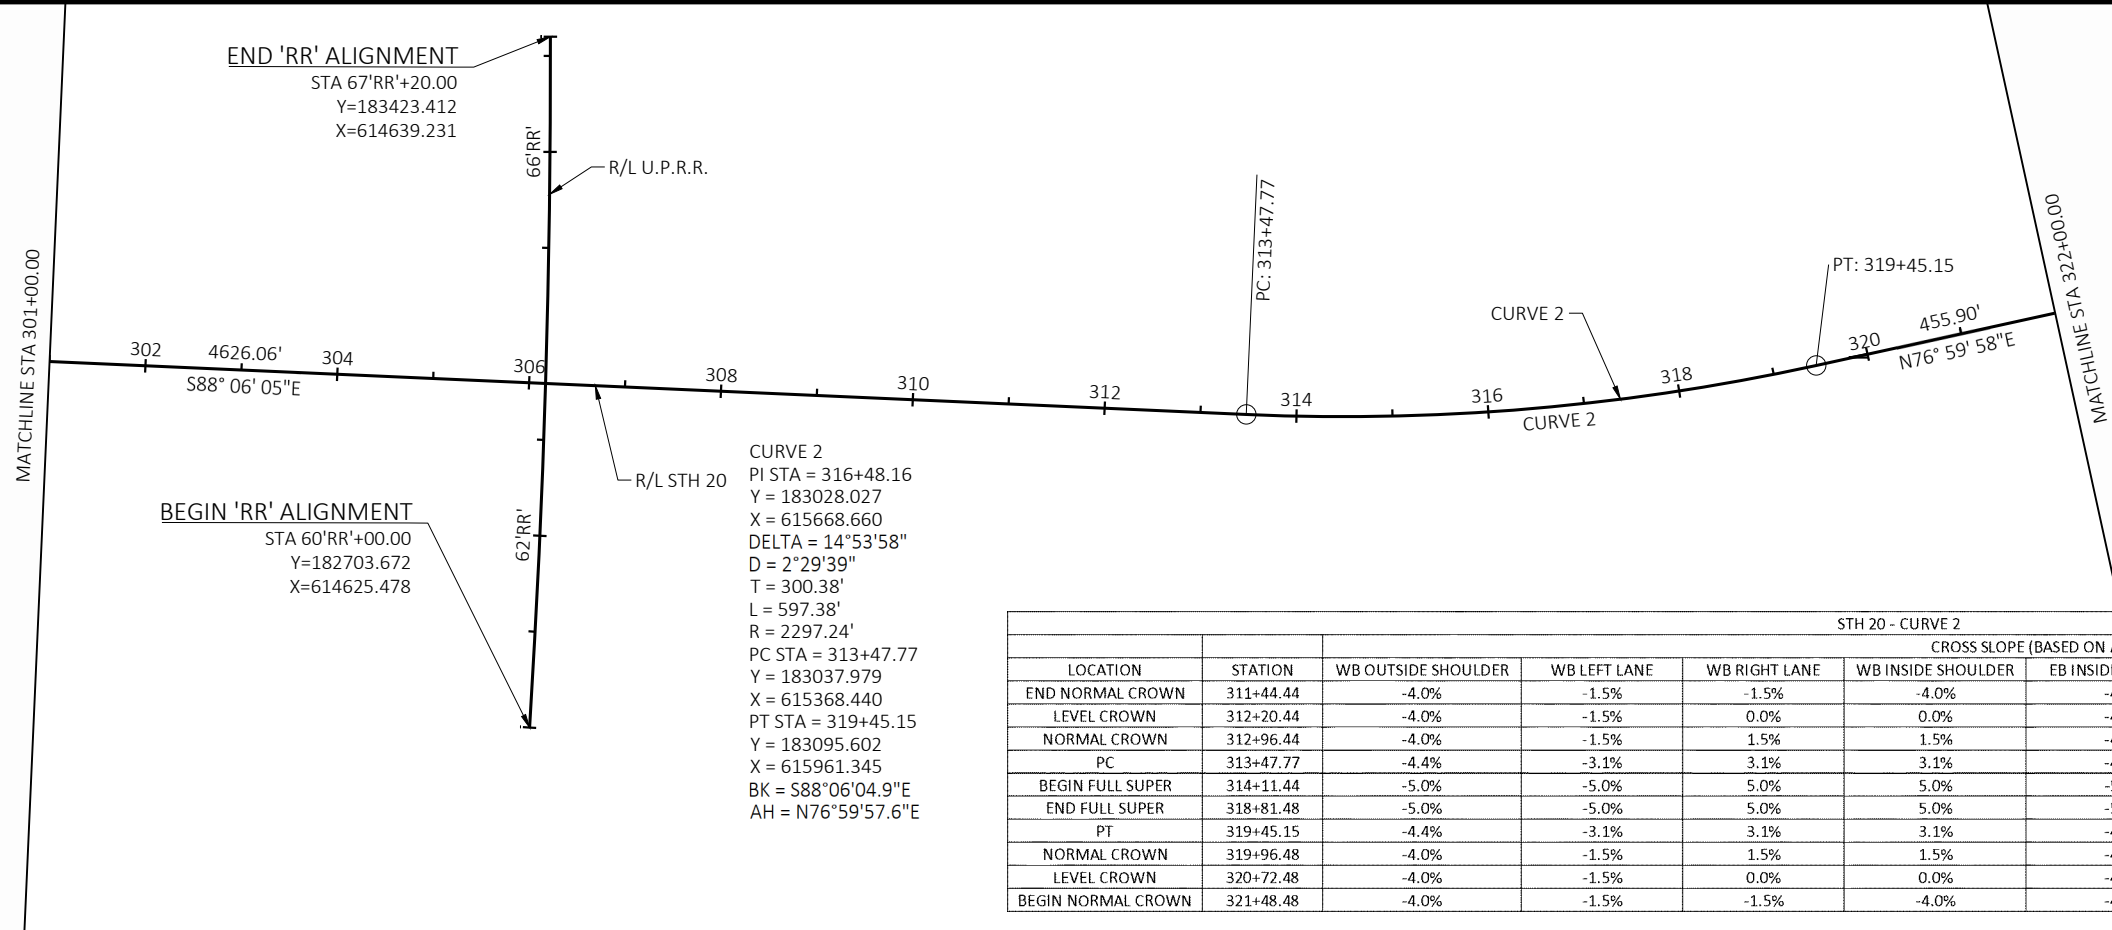 END 'RR' ALIGNMENT
STA 67'RR'+20.00
Y=183423.412
X=614639.231
66'RR'
R/L U.P.R.R.
MATCHLINE STA 301+00.00
302
4626.06'
304
S88° 06' 05"E
306
308
310
312
PC: 313+47.77
314
316
318
CURVE 2
CURVE 2
PT: 319+45.15
320
455.90'
N76° 59' 58"E
MATCHLINE STA 322+00.00
R/L STH 20
BEGIN 'RR' ALIGNMENT
STA 60'RR'+00.00
Y=182703.672
X=614625.478
62'RR'
CURVE 2
PI STA = 316+48.16
Y = 183028.027
X = 615668.660
DELTA = 14°53'58"
D = 2°29'39"
T = 300.38'
L = 597.38'
R = 2297.24'
PC STA = 313+47.77
Y = 183037.979
X = 615368.440
PT STA = 319+45.15
Y = 183095.602
X = 615961.345
BK = S88°06'04.9"E
AH = N76°59'57.6"E
STH 20 - CURVE 2
CROSS SLOPE (BASED ON
LOCATION STATION WB OUTSIDE SHOULDER WB LEFT LANE WB RIGHT LANE WB INSIDE SHOULDER EB
END NORMAL CROWN 311+44.44 -4.0% -1.5% -1.5% -4.0%
LEVEL CROWN 312+20.44 -4.0% -1.5% 0.0% 0.0%
NORMAL CROWN 312+96.44 -4.0% -1.5% 1.5% 1.5%
PC 313+47.77 -4.4% -3.1% 3.1% 3.1%
BEGIN FULL SUPER 314+11.44 -5.0% -5.0% 5.0% 5.0%
END FULL SUPER 318+81.48 -5.0% -5.0% 5.0% 5.0%
PT 319+45.15 -4.4% -3.1% 3.1% 3.1%
NORMAL CROWN 319+96.48 -4.0% -1.5% 1.5% 1.5%
LEVEL CROWN 320+72.48 -4.0% -1.5% 0.0% 0.0%
BEGIN NORMAL CROWN 321+48.48 -4.0% -1.5% -1.5% -4.0%